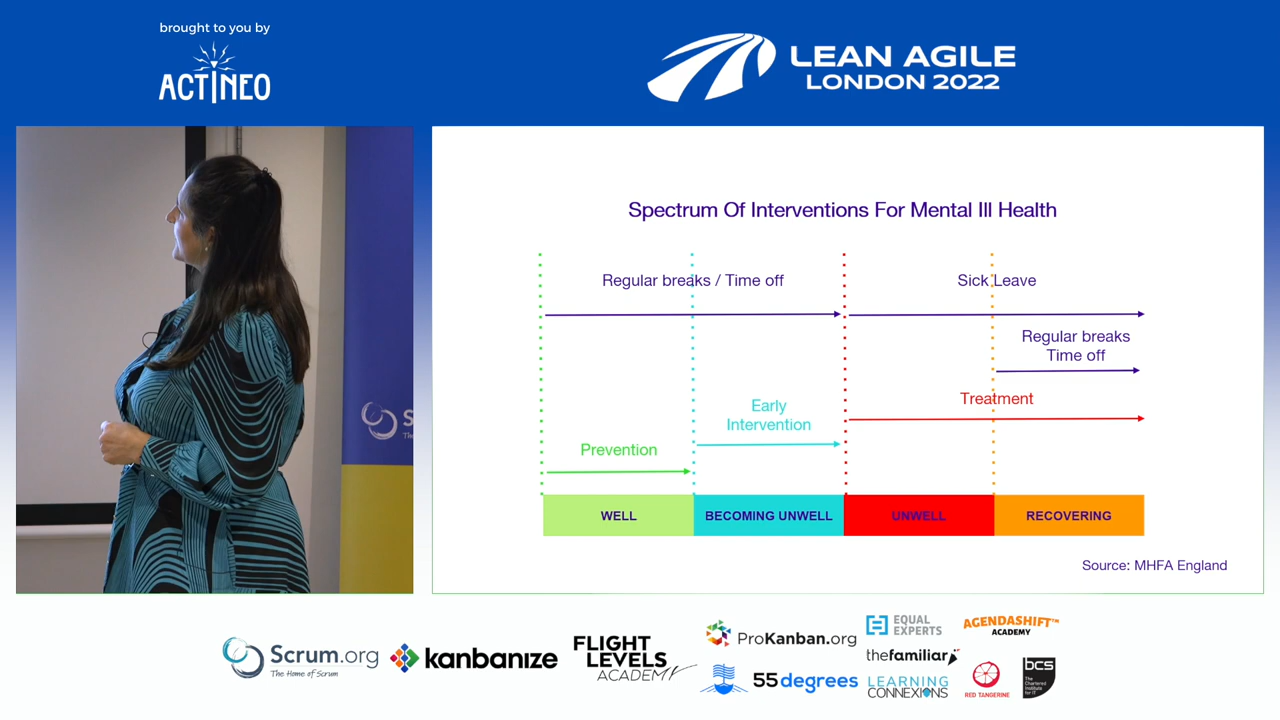 brought to you by
ACTINEO
LEAN AGILE
LONDON 2022
Spectrum Of Interventions For Mental Ill Health
Regular breaks / Time off
Sick Leave
Regular breaks
Time off
Treatment
Early
Intervention
Prevention
WELL
BECOMING UNWELL
UNWELL
RECOVERING
Source: MHFA England
S
Scrum.org
The Home of Scrum
kanbanize
FLIGHT
LEVELS
ACADEMY
ProKanban.org
55degrees
EQUAL
EXPERTS
thefamiliar
LEARNING
CONNEXIONS
AGENDASHIFT™
ACADEMY
RED TANGERINE
bcs
The
Chartered
Institute
for IT